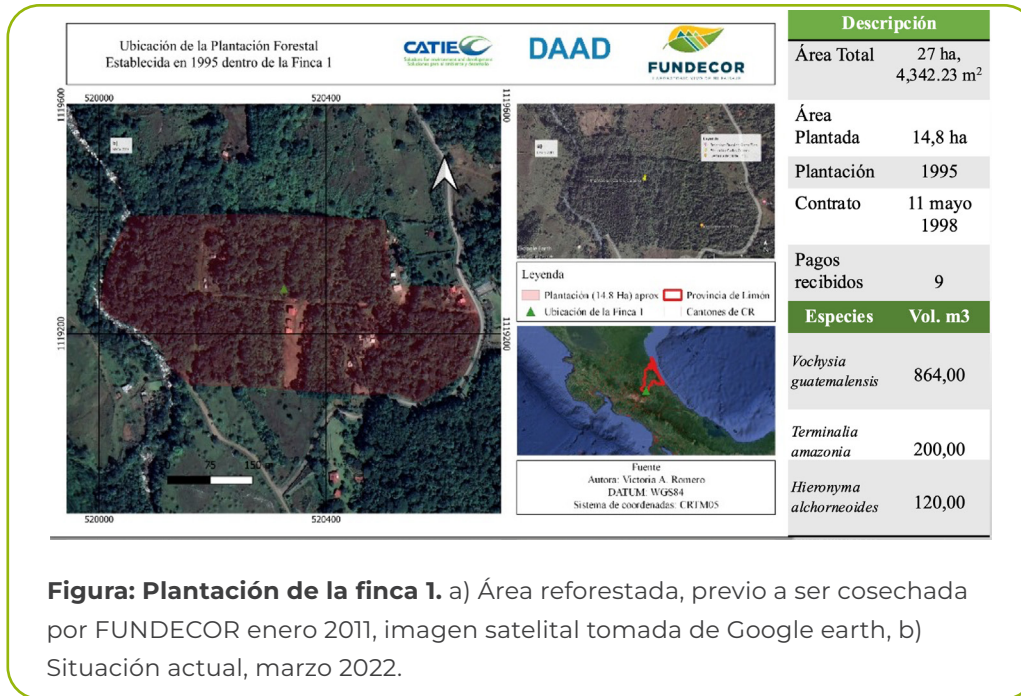 Ubicación de la Plantación Forestal
Establecida en 1995 dentro de la Finca 1
CATIE
DAAD
FUNDECOR
520000
520400
1119600
1119200
75
150 m
520000
520400
1119600
1119200
Google Earth
Leyenda
Plantación (14.8 Ha) aprox
Provincia de Limón
Ubicación de la Finca 1
Cantones de CR
Fuente
Autora: Victoria A. Romero
DATUM: WGS84
Sistema de coordenadas: CRTM05
Descripción
Área Total 27 ha,
4,342.23 m²
Área
Plantada 14,8 ha
Plantación 1995
Contrato 11 mayo
1998
Pagos
recibidos 9
Especies Vol. m3
Vochysia
guatemalensis 864,00
Terminalia
amazonia 200,00
Hieronyma
alchorneoides 120,00
Figura: Plantación de la finca 1. a) Área reforestada, previo a ser cosechada
por FUNDECOR enero 2011, imagen satelital tomada de Google earth, b)
Situación actual, marzo 2022.